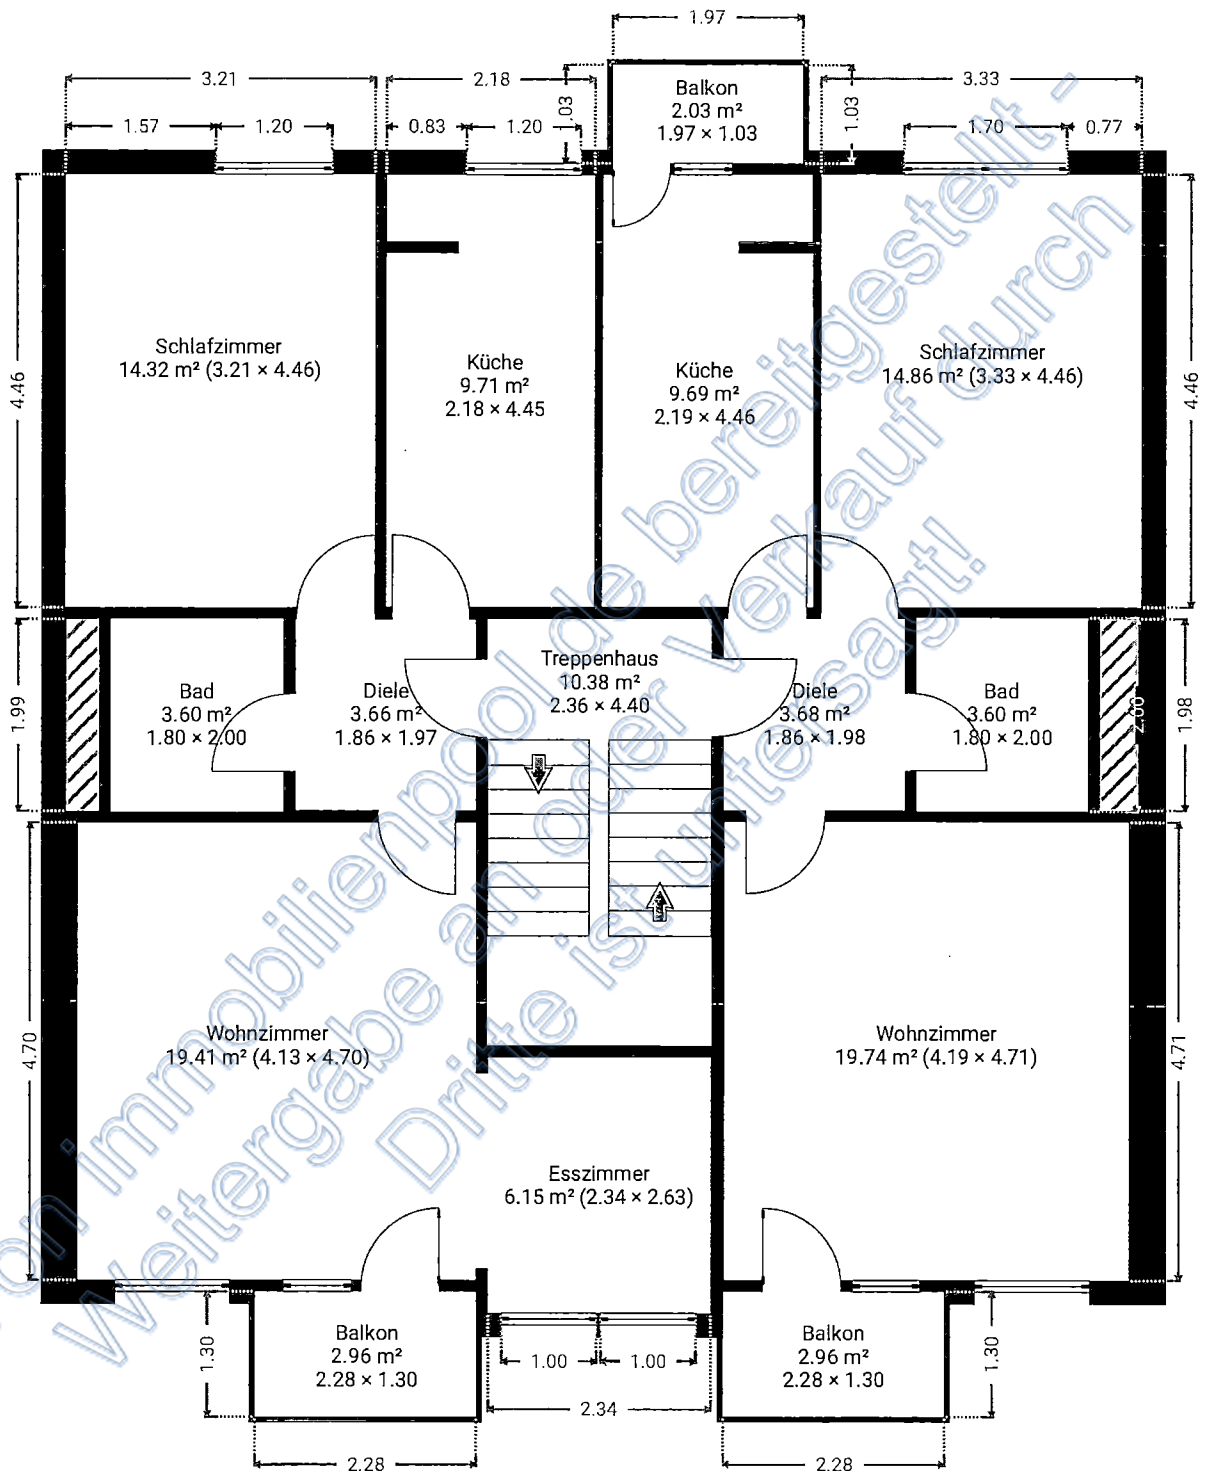 1.97
3.21
2.18
3.33
Balkon
2.03 m²
1.97 × 1.03
1.03
1.03
1.57
1.20
0.83
1.20
1.70
0.77
4.46
4.46
Schlafzimmer
14.32 m² (3.21 × 4.46)
Küche
9.71 m²
2.18 × 4.45
Küche
9.69 m²
2.19 × 4.46
Schlafzimmer
14.86 m² (3.33 × 4.46)
1.99
Bad
3.60 m²
1.80 × 2.00
Diele
3.66 m²
1.86 × 1.97
Treppenhaus
10.38 m²
2.36 × 4.40
Diele
3.68 m²
1.86 × 1.98
Bad
3.60 m²
1.80 × 2.00
2.00
1.98
4.70
Wohnzimmer
19.41 m² (4.13 × 4.70)
Wohnzimmer
19.74 m² (4.19 × 4.71)
4.71
Esszimmer
6.15 m² (2.34 × 2.63)
1.30
Balkon
2.96 m²
2.28 × 1.30
1.00
1.00
2.34
Balkon
2.96 m²
2.28 × 1.30
1.30
2.28
2.28
on immobilienpool.de bereitgestellt -
Weitergabe an oder Verkauf durch
Dritte ist untersagt!